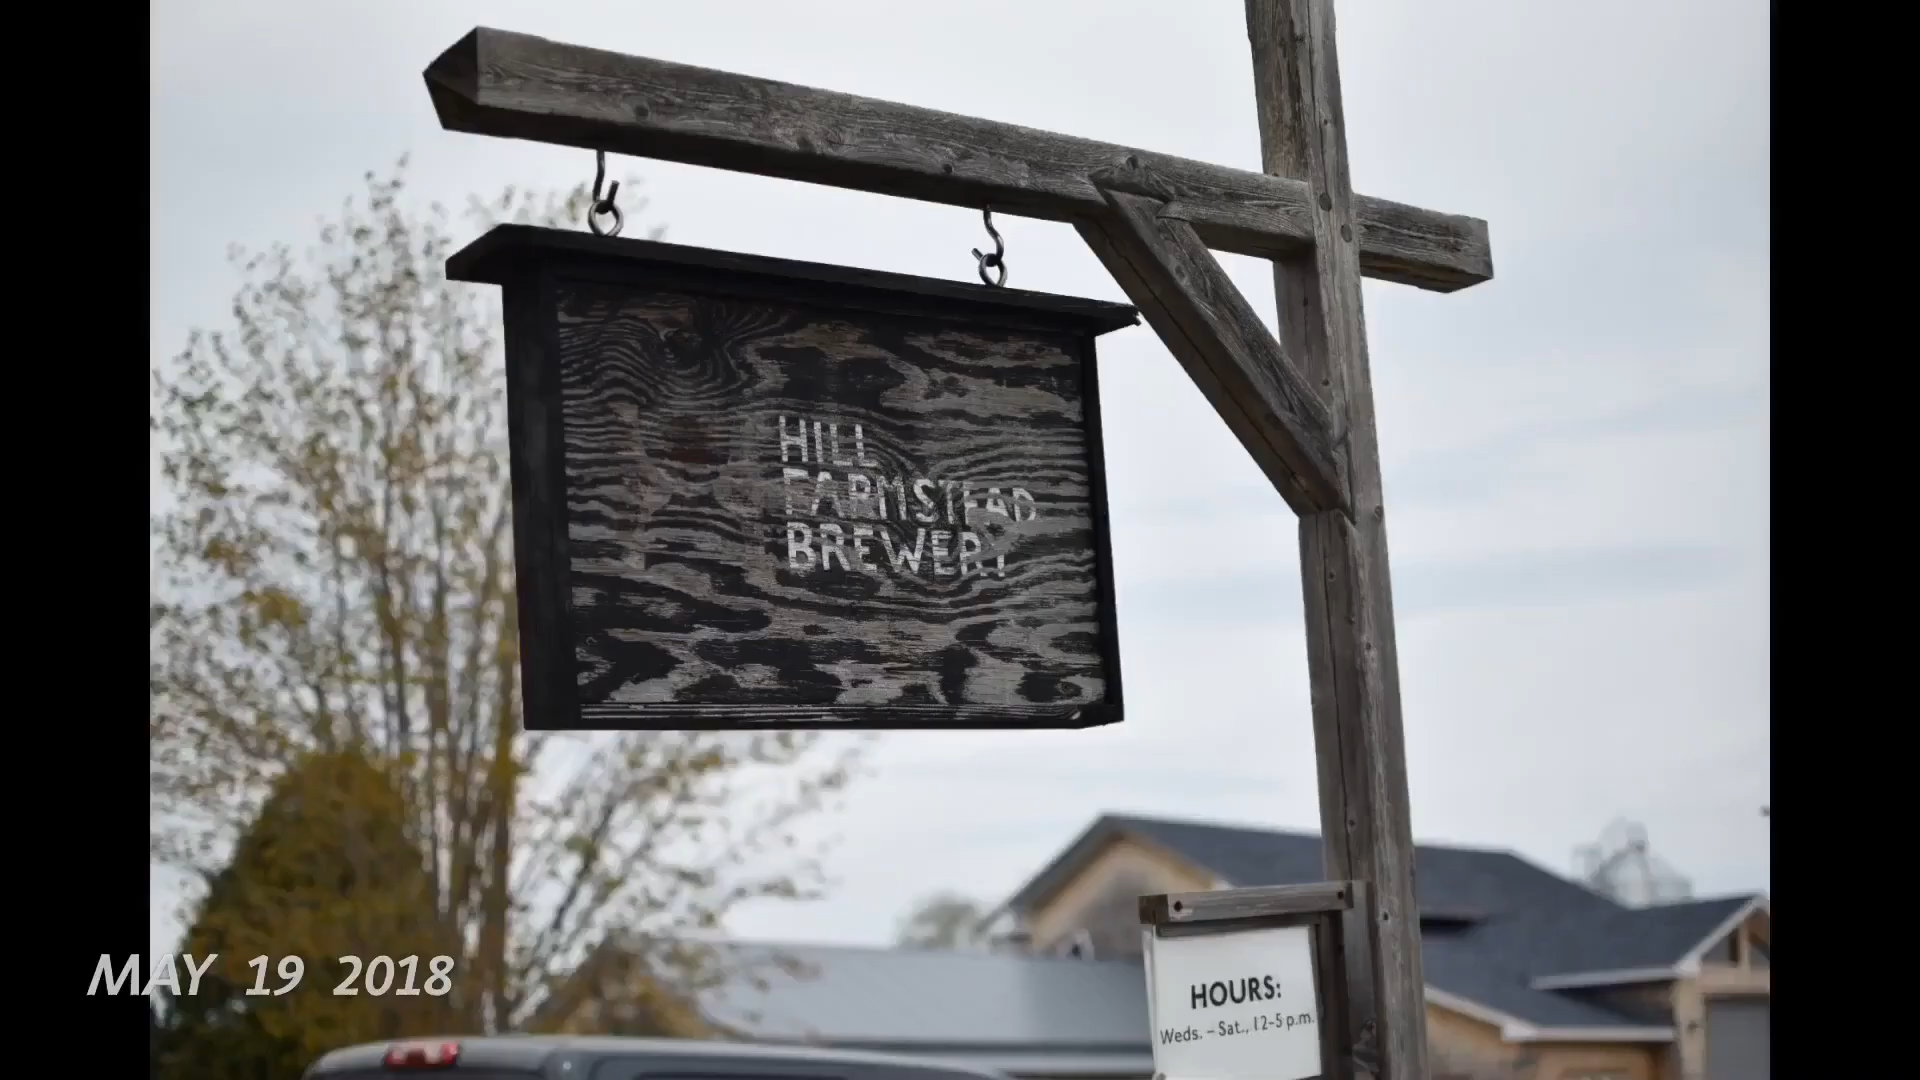 HILL
FARMSTEAD
BREWERY
HOURS:
Weds. – Sat., 12-5 p.m.
MAY 19 2018